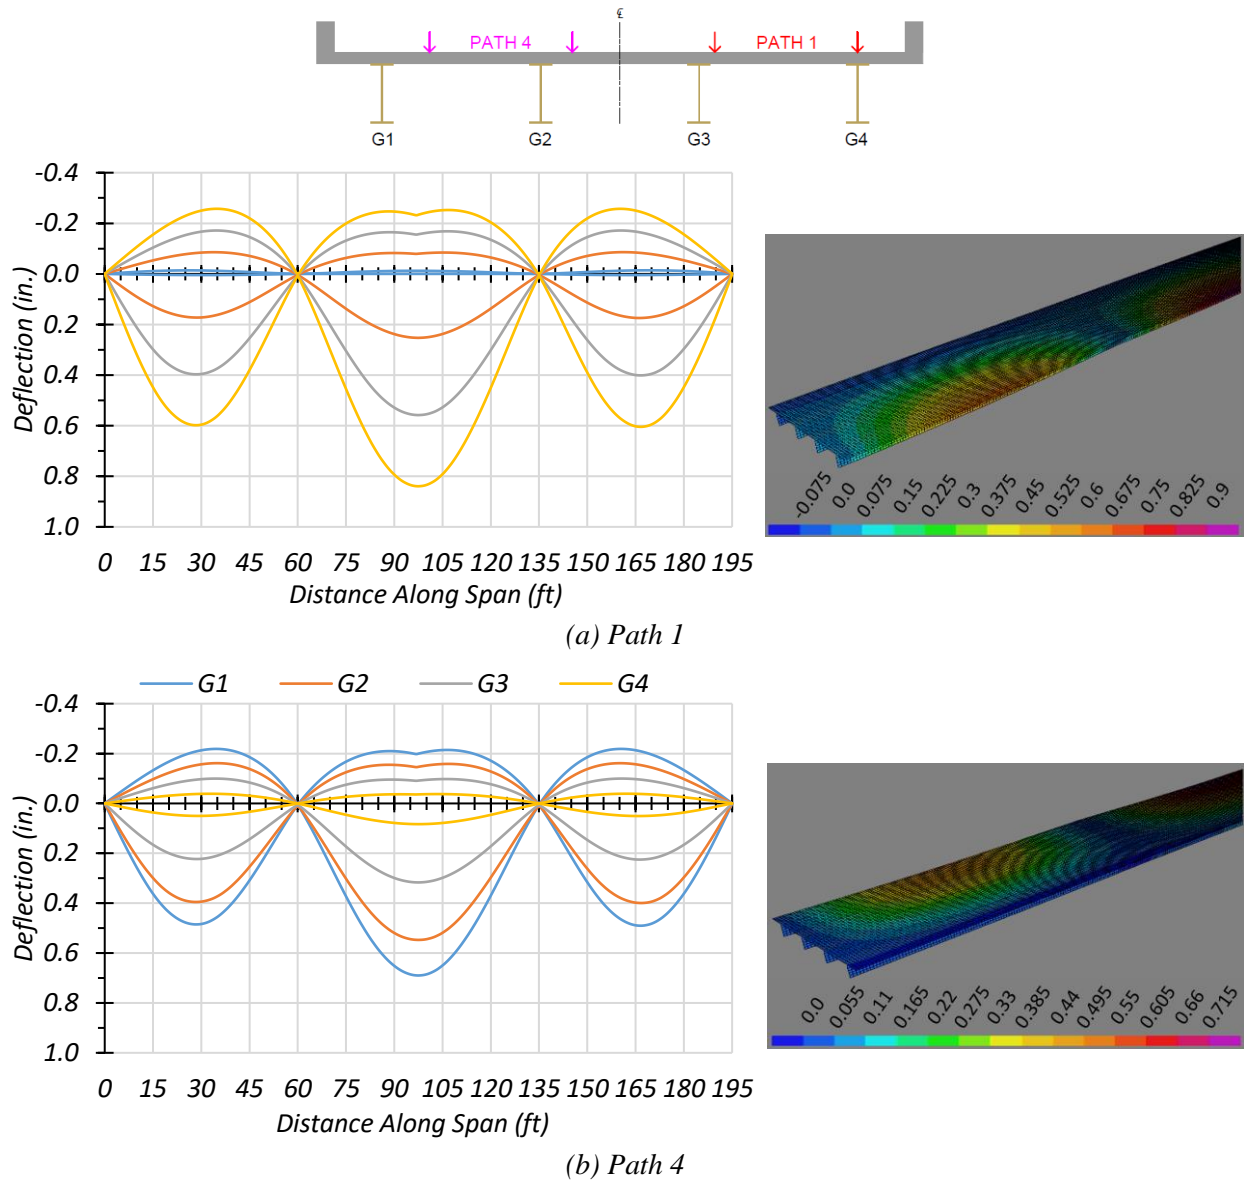 ℄
PATH 4 PATH 1
G1 G2 G3 G4
-0.4
-0.2
0.0
0.2
0.4
0.6
0.8
1.0
Deflection (in.)
0 15 30 45 60 75 90 105 120 135 150 165 180 195
Distance Along Span (ft)
-0.075 0.0 0.075 0.15 0.225 0.3 0.375 0.45 0.525 0.6 0.675 0.75 0.825 0.9
(a) Path 1
G1 G2 G3 G4
-0.4
-0.2
0.0
0.2
0.4
0.6
0.8
1.0
Deflection (in.)
0 15 30 45 60 75 90 105 120 135 150 165 180 195
Distance Along Span (ft)
0.0 0.055 0.11 0.165 0.22 0.275 0.33 0.385 0.44 0.495 0.55 0.605 0.66 0.715
(b) Path 4